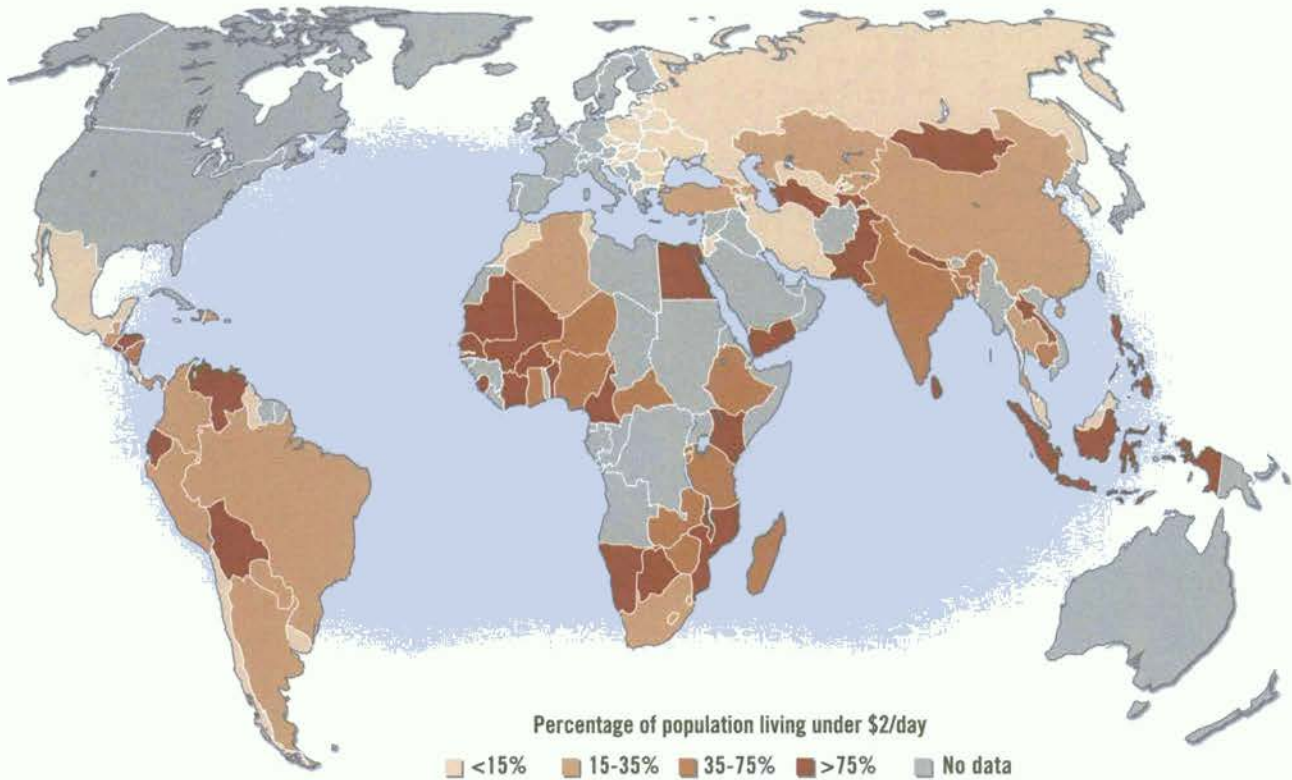 Percentage of population living under $2/day
<15% 15-35% 35-75% >75% No data